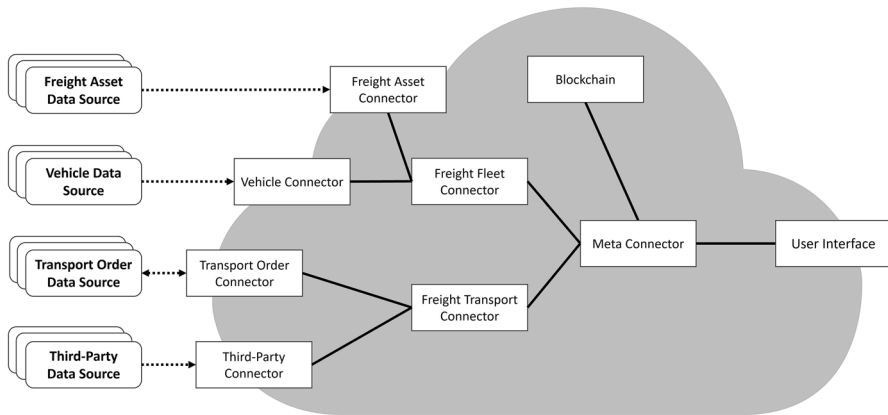 Freight Asset
Data Source
Freight Asset
Connector
Blockchain
Vehicle Data
Source
Vehicle Connector
Freight Fleet
Connector
Meta Connector
User Interface
Transport Order
Data Source
Transport Order
Connector
Freight Transport
Connector
Third-Party
Data Source
Third-Party
Connector